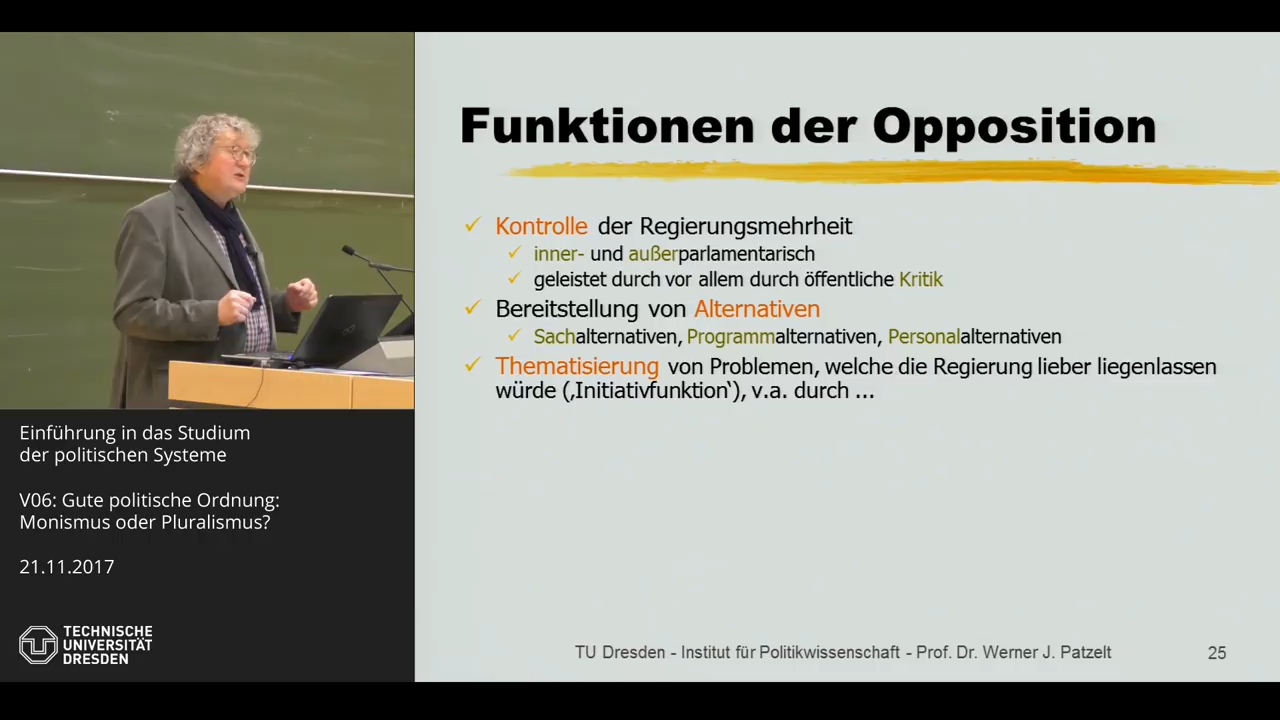 Funktionen der Opposition
Kontrolle der Regierungsmehrheit
inner- und außerparlamentarisch
geleistet durch vor allem durch öffentliche Kritik
Bereitstellung von Alternativen
Sachalternativen, Programmalternativen, Personalalternativen
Thematisierung von Problemen, welche die Regierung lieber liegenlassen
würde (‚Initiativfunktion‘), v.a. durch ...
TU Dresden - Institut für Politikwissenschaft - Prof. Dr. Werner J. Patzelt
25
Einführung in das Studium
der politischen Systeme
V06: Gute politische Ordnung:
Monismus oder Pluralismus?
21.11.2017
TECHNISCHE
UNIVERSITÄT
DRESDEN